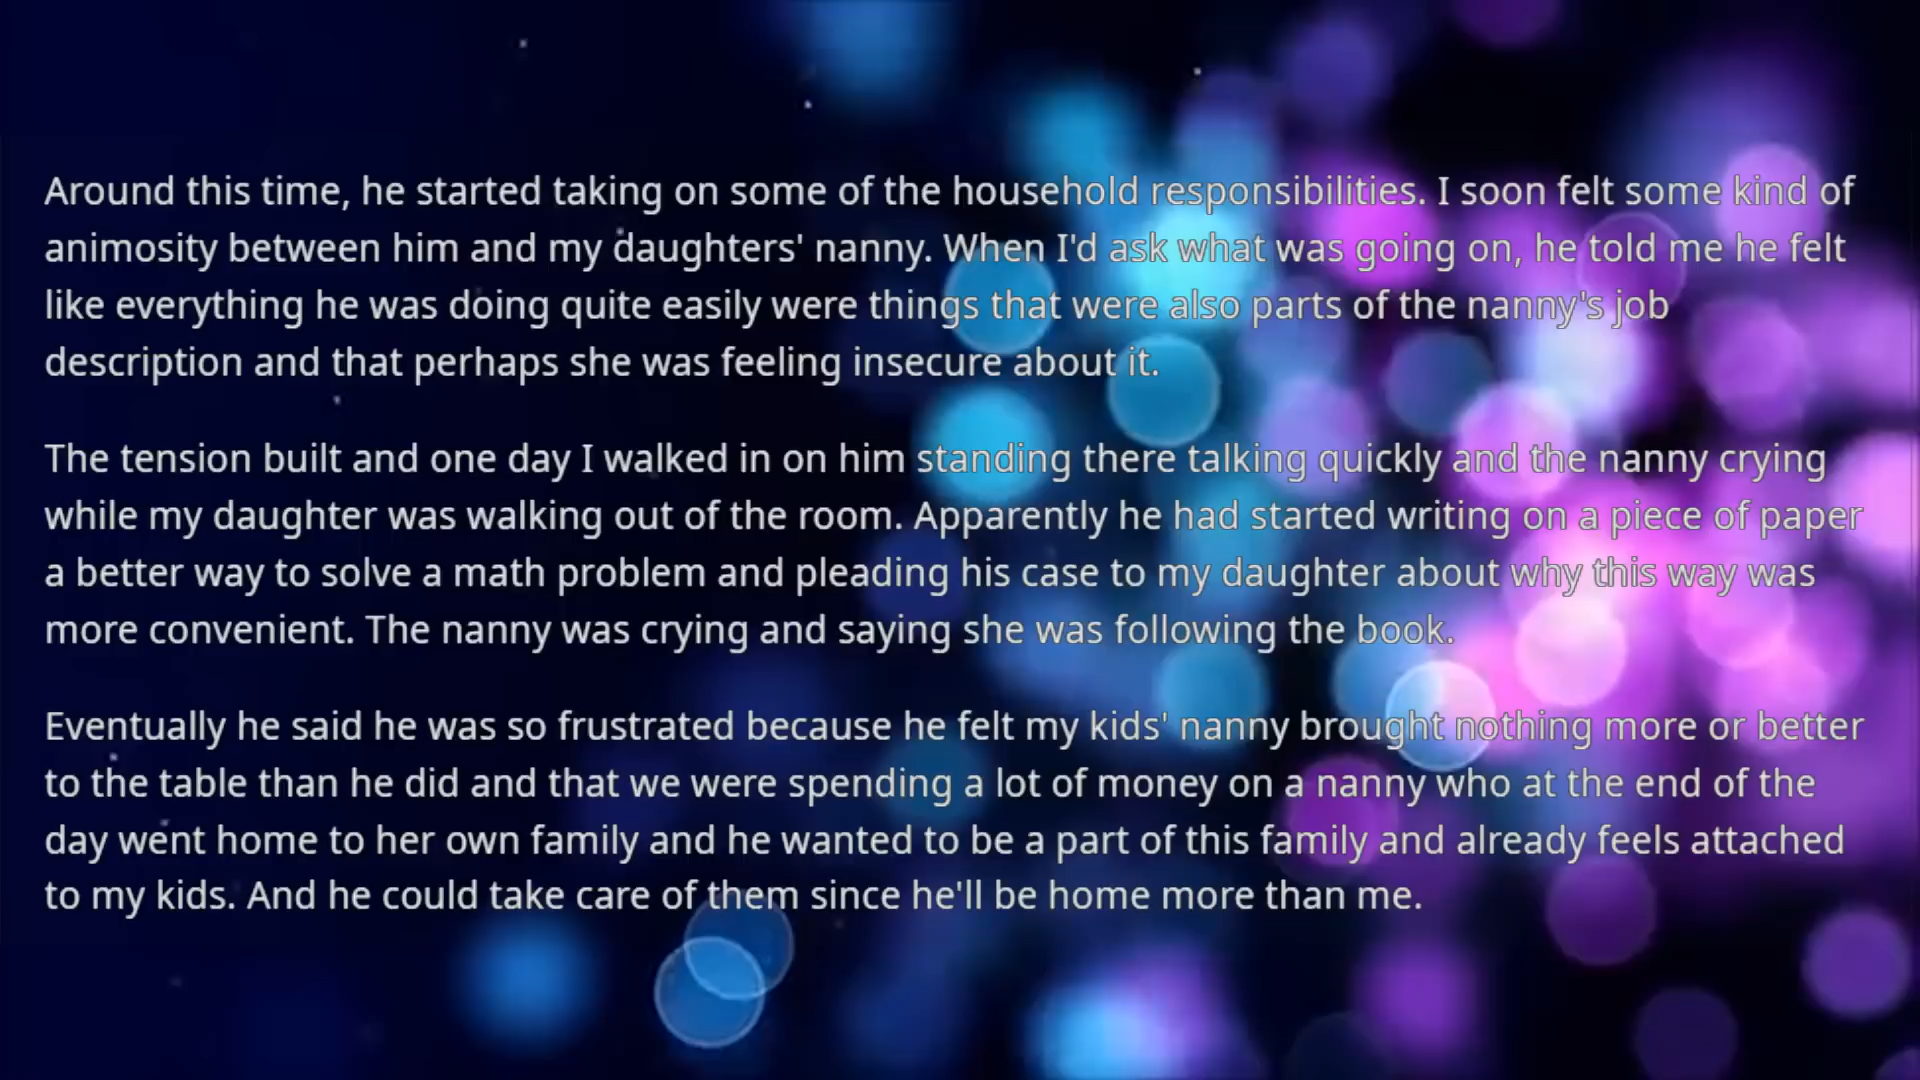 Around this time, he started taking on some of the household responsibilities. I soon felt some kind of
animosity between him and my daughters' nanny. When I'd ask what was going on, he told me he felt
like everything he was doing quite easily were things that were also parts of the nanny's job
description and that perhaps she was feeling insecure about it.
The tension built and one day I walked in on him standing there talking quickly and the nanny crying
while my daughter was walking out of the room. Apparently he had started writing on a piece of paper
a better way to solve a math problem and pleading his case to my daughter about why this way was
more convenient. The nanny was crying and saying she was following the book.
Eventually he said he was so frustrated because he felt my kids' nanny brought nothing more or better
to the table than he did and that we were spending a lot of money on a nanny who at the end of the
day went home to her own family and he wanted to be a part of this family and already feels attached
to my kids. And he could take care of them since he'll be home more than me.